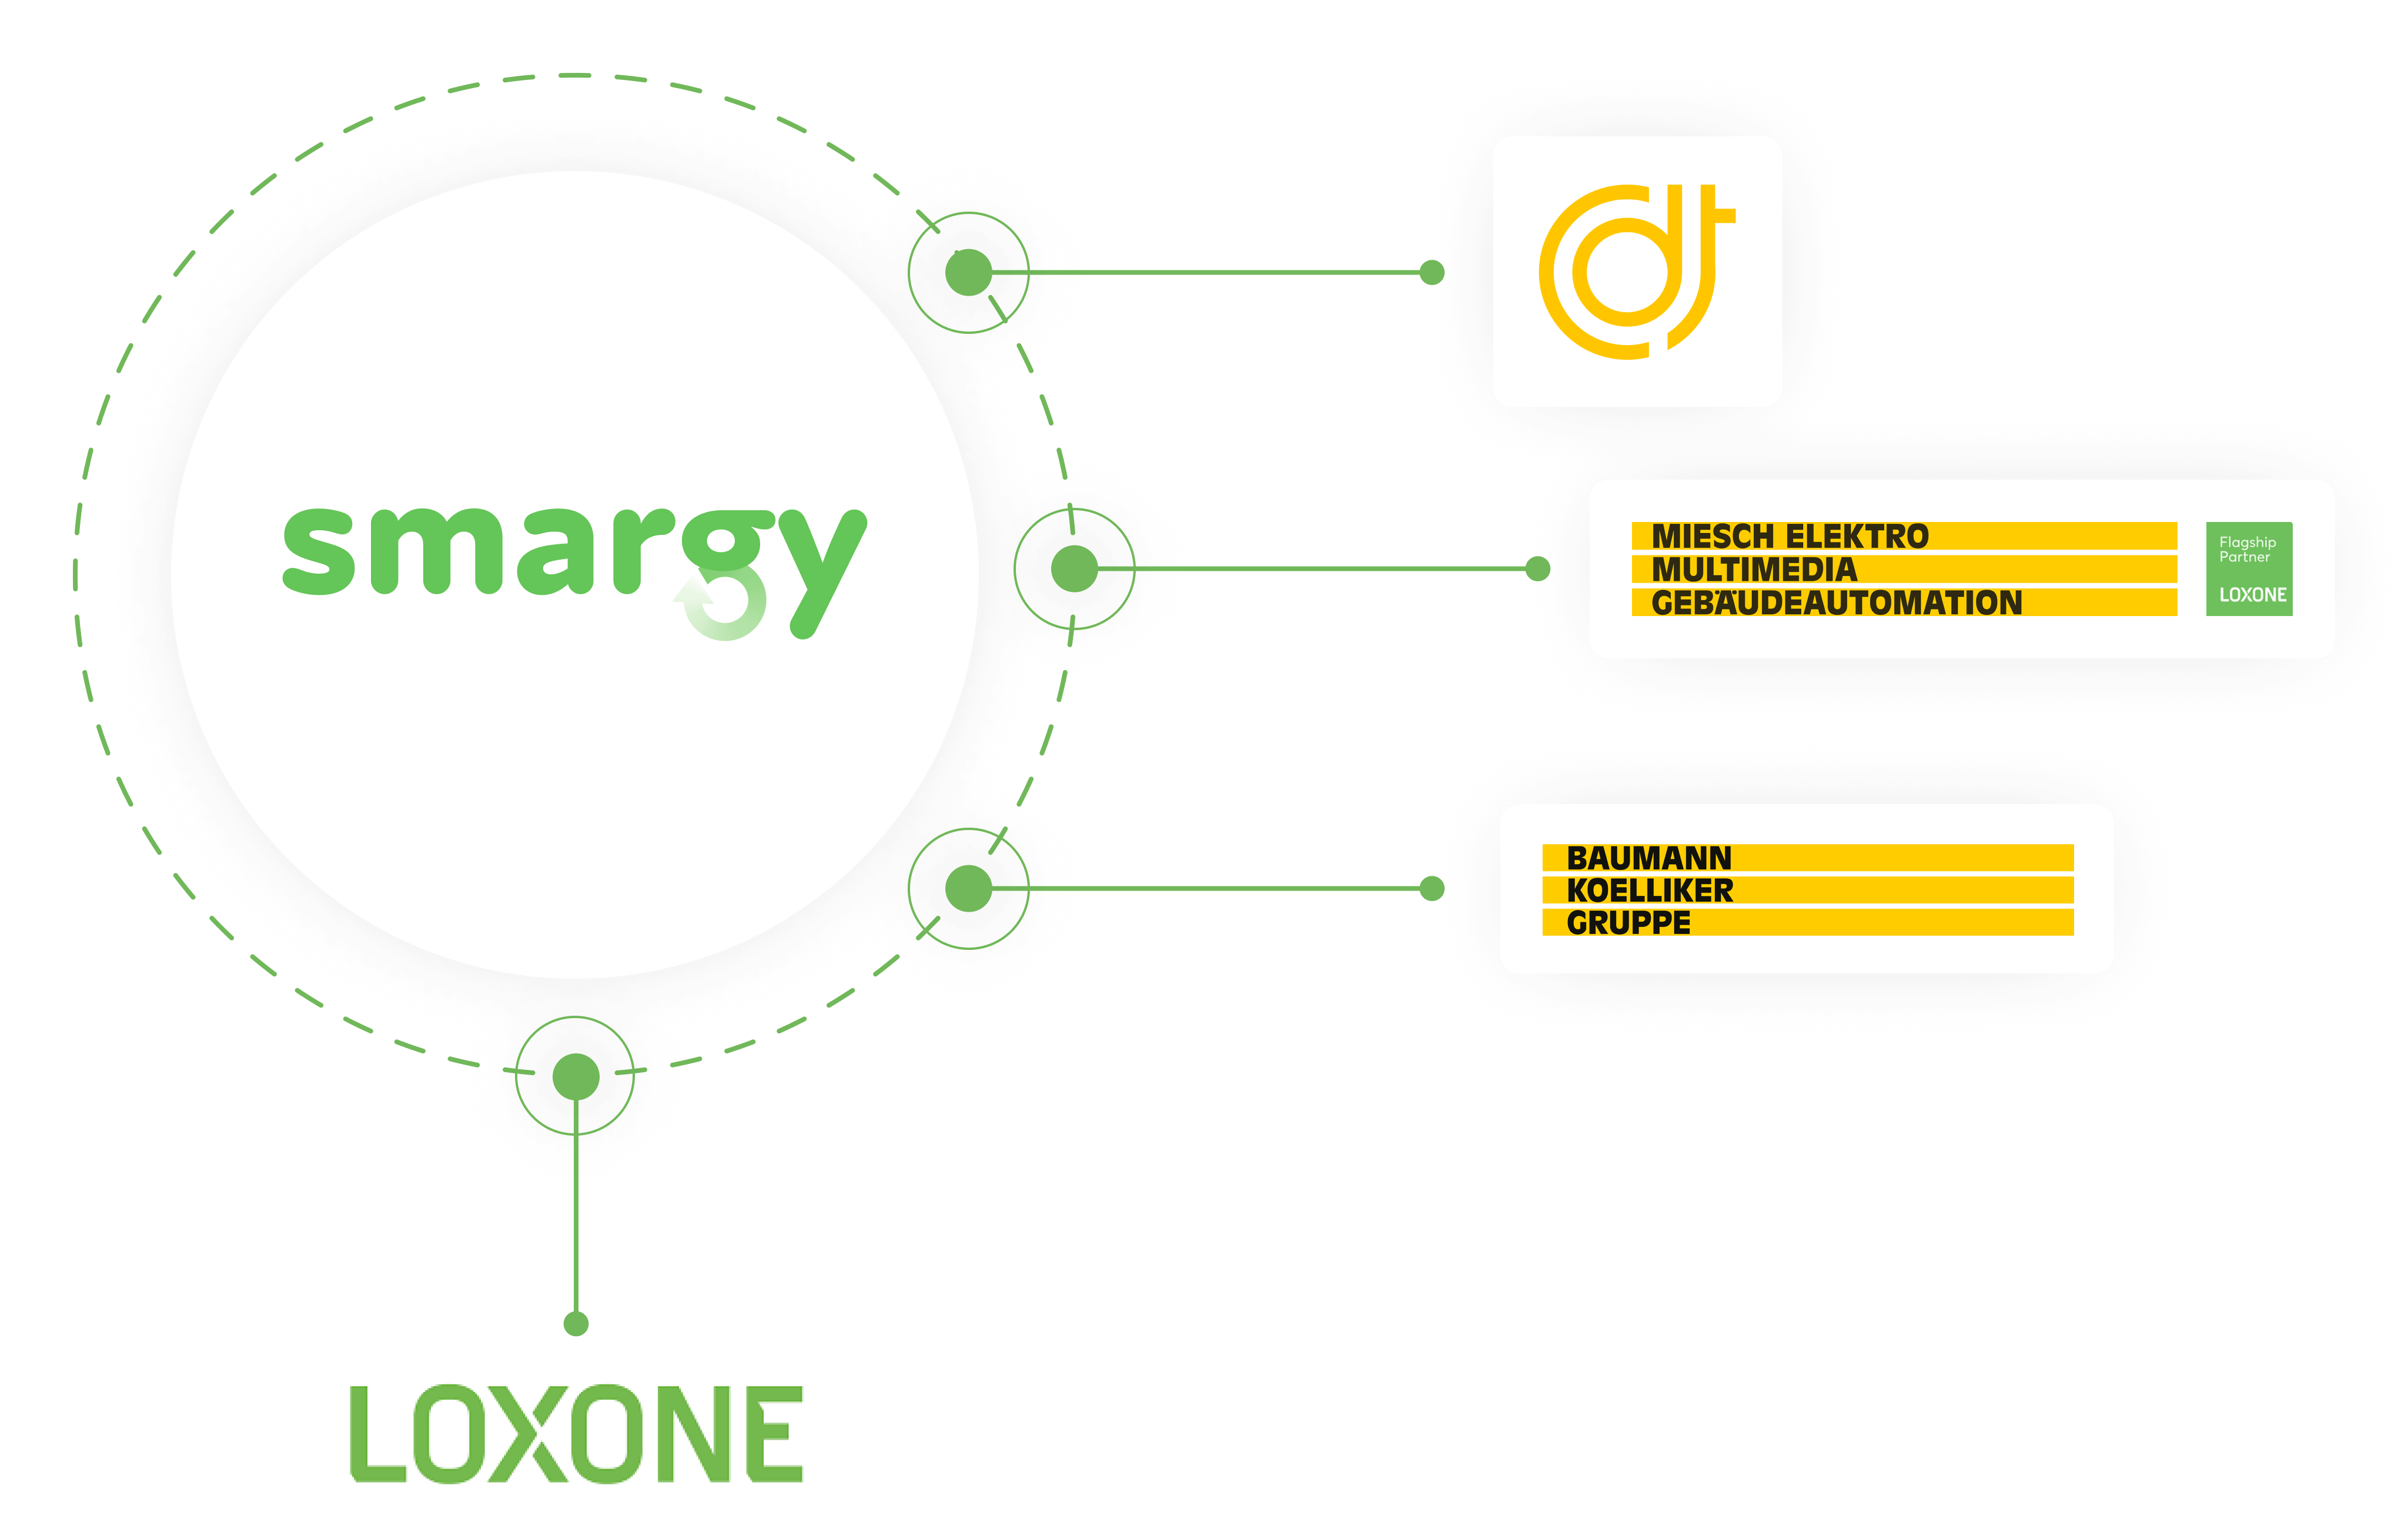 smargy
MIESCH ELEKTRO
MULTIMEDIA
GEBÄUDEAUTOMATION
Flagship
Partner
LOXONE
BAUMANN
KOELLIKER
GRUPPE
LOXONE